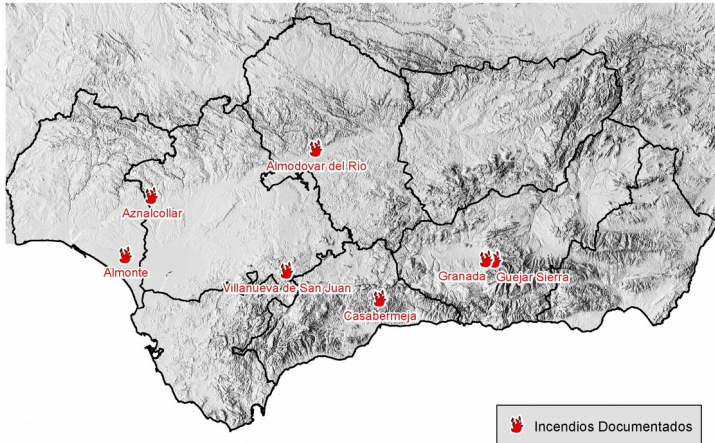 Almodovar del Rio
Aznalcollar
Almonte
Villanueva de San Juan
Granada
Guejar Sierra
Casabermeja
Incendios Documentados